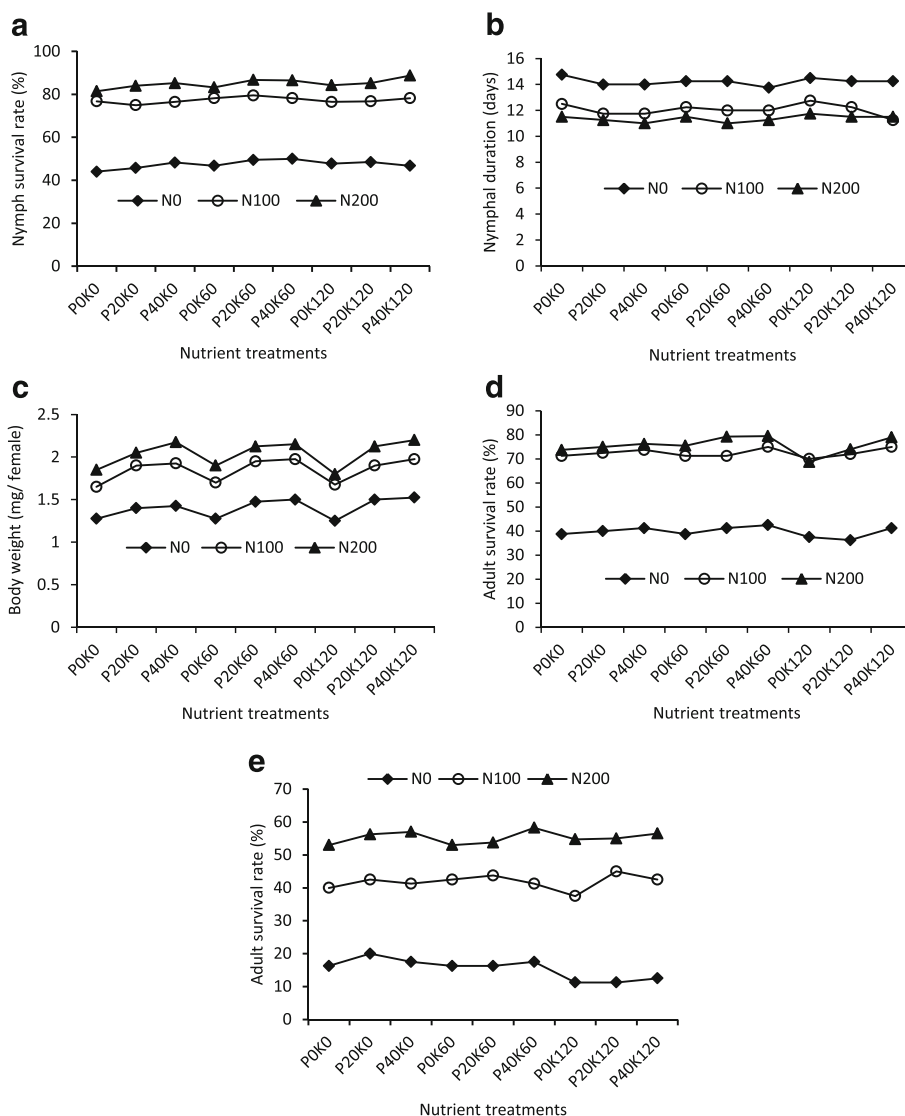 a
Nymph survival rate (%)
100
80
60
40
20
0
N0 N100 N200
P0K0 P20K0 P40K0 P0K60 P20K60 P40K60 P0K120 P20K120 P40K120
Nutrient treatments
b
Nymphal duration (days)
16
14
12
10
8
6
4
2
0
N0 N100 N200
P0K0 P20K0 P40K0 P0K60 P20K60 P40K60 P0K120 P20K120 P40K120
Nutrient treatments
c
Body weight (mg/ female)
2.5
2
1.5
1
0.5
0
N0 N100 N200
P0K0 P20K0 P40K0 P0K60 P20K60 P40K60 P0K120 P20K120 P40K120
Nutrient treatments
d
Adult survival rate (%)
90
80
70
60
50
40
30
20
10
0
N0 N100 N200
P0K0 P20K0 P40K0 P0K60 P20K60 P40K60 P0K120 P20K120 P40K120
Nutrient treatments
e
N0 N100 N200
Adult survival rate (%)
70
60
50
40
30
20
10
0
P0K0 P20K0 P40K0 P0K60 P20K60 P40K60 P0K120 P20K120 P40K120
Nutrient treatments